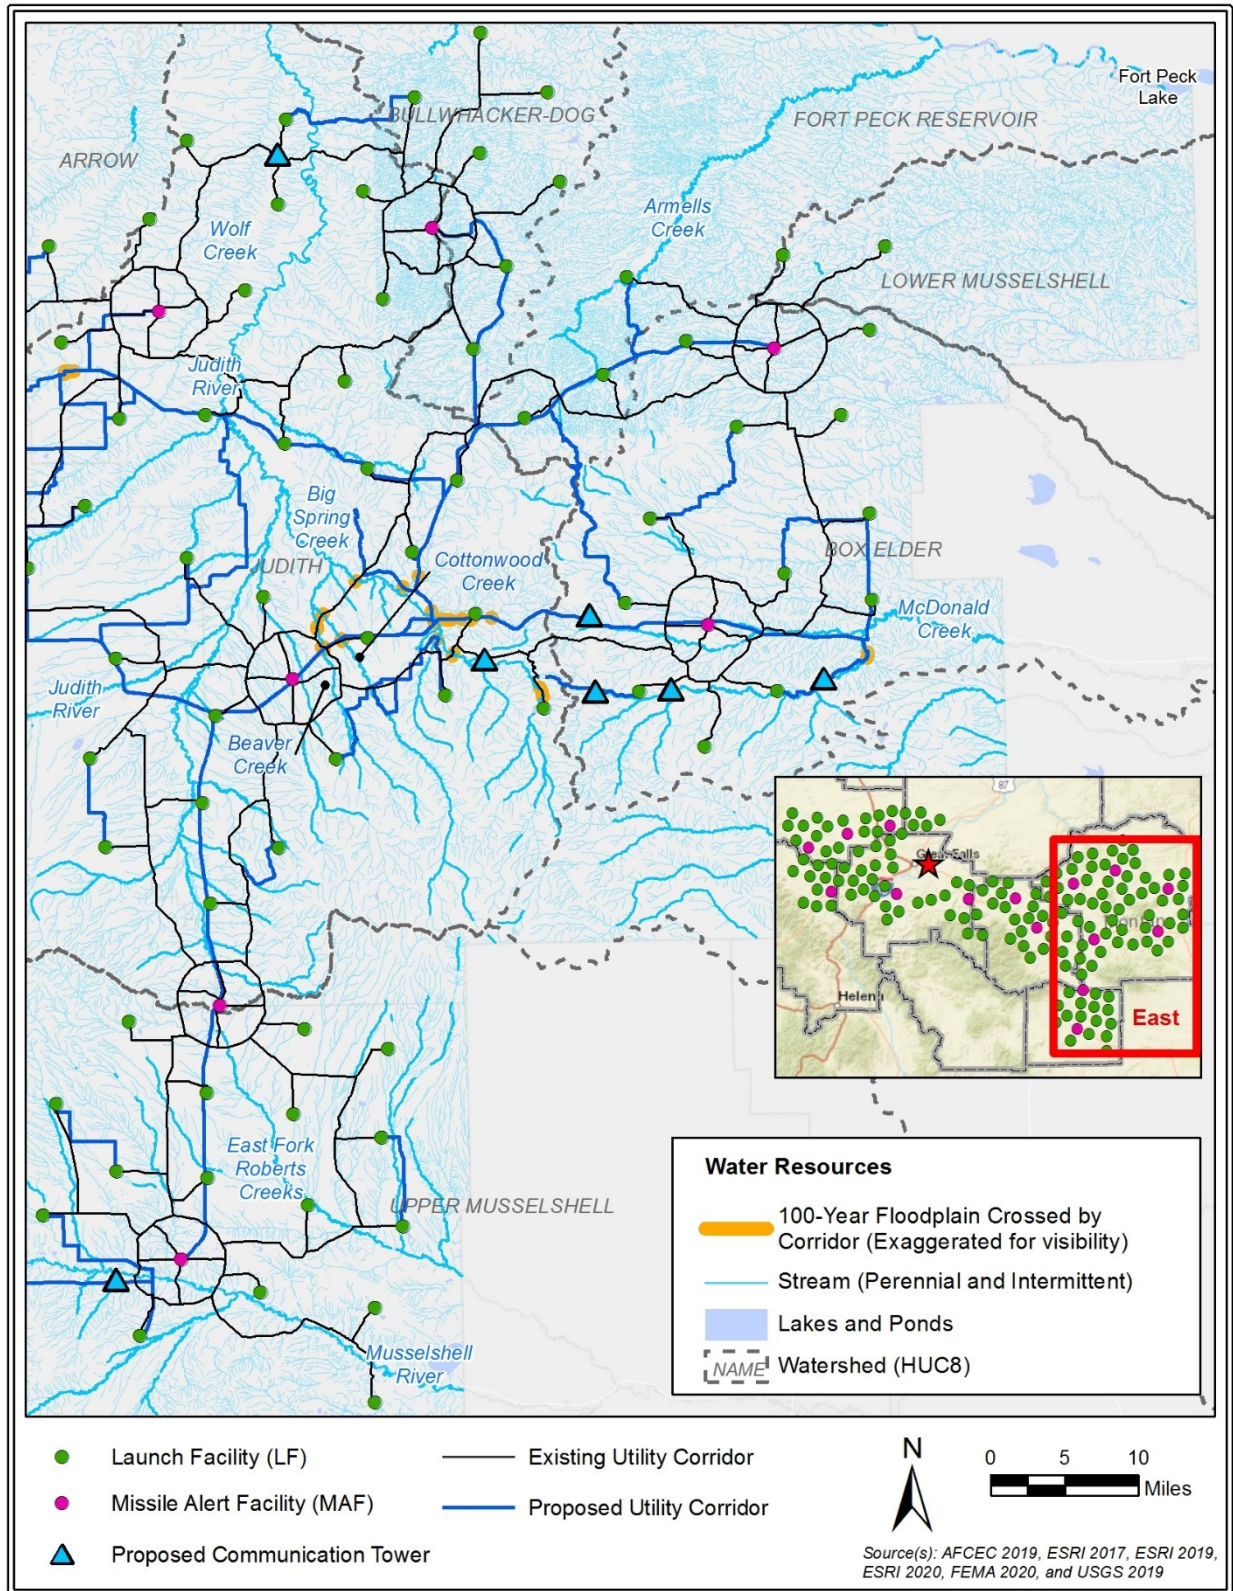 Fort Peck
Lake
BULLWHACKER-DOG
FORT PECK RESERVOIR
ARROW
Wolf
Creek
Armells
Creek
LOWER MUSSELSHELL
Judith
River
Big
Spring
Creek
JUDITH
Cottonwood
Creek
BOX ELDER
McDonald
Creek
Judith
River
Beaver
Creek
87
Great Falls
Helena
East
East Fork
Roberts
Creeks
UPPER MUSSELSHELL
Musselshell
River
Water Resources
100-Year Floodplain Crossed by
Corridor (Exaggerated for visibility)
Stream (Perennial and Intermittent)
Lakes and Ponds
NAME Watershed (HUC8)
Launch Facility (LF)
Missile Alert Facility (MAF)
Proposed Communication Tower
Existing Utility Corridor
Proposed Utility Corridor
N
0 5 10
Miles
Source(s): AFCEC 2019, ESRI 2017, ESRI 2019,
ESRI 2020, FEMA 2020, and USGS 2019